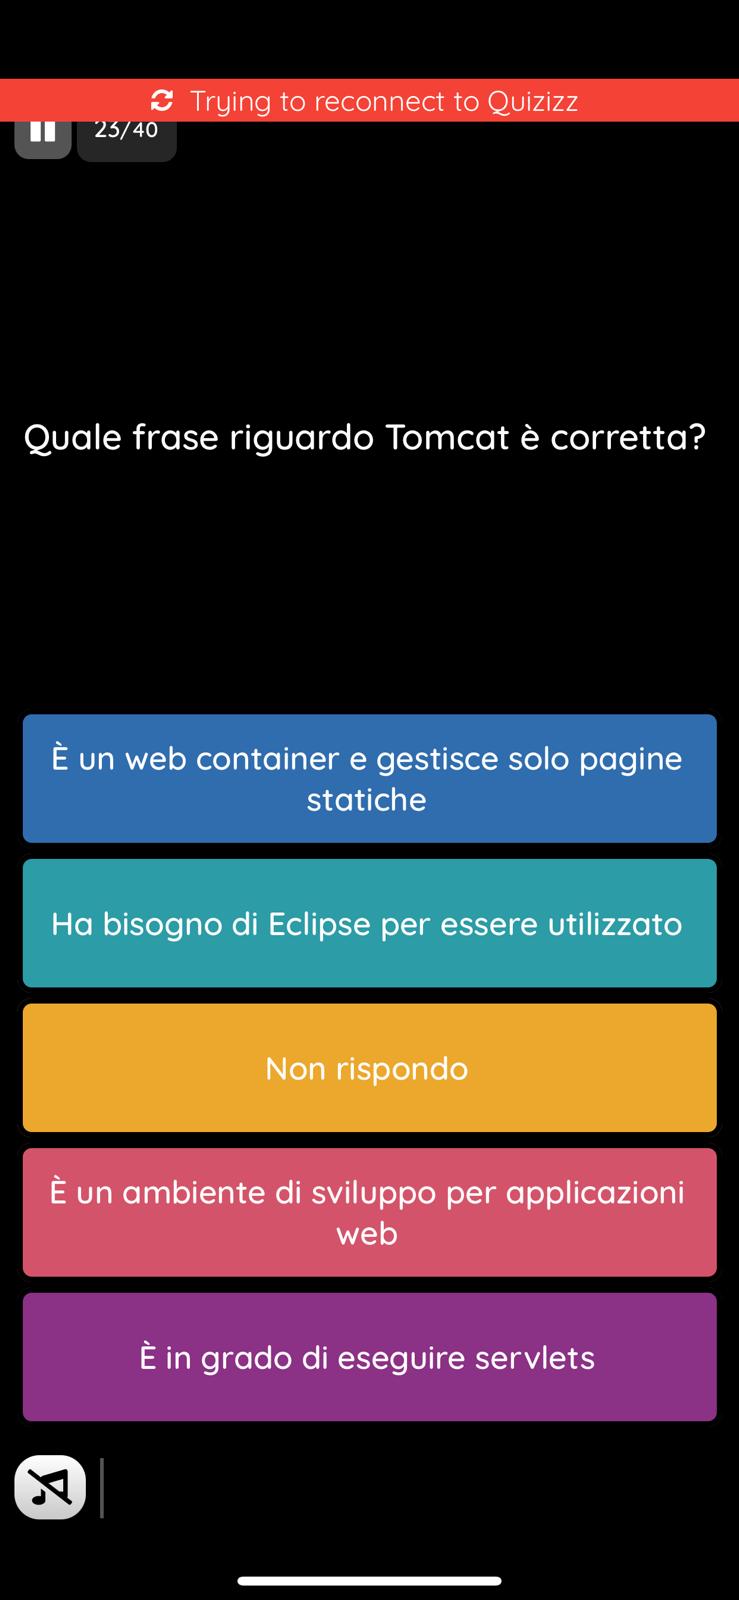 Trying to reconnect to Quizizz
23/40
Quale frase riguardo Tomcat è corretta?
È un web container e gestisce solo pagine
statiche
Ha bisogno di Eclipse per essere utilizzato
Non rispondo
È un ambiente di sviluppo per applicazioni
web
È in grado di eseguire servlets